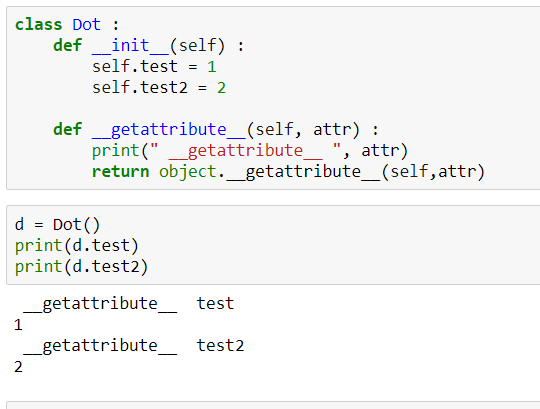 class Dot :
    def __init__(self) :
        self.test = 1
        self.test2 = 2
    def __getattribute__(self, attr) :
        print(" __getattribute__ ", attr)
        return object.__getattribute__(self,attr)
d = Dot()
print(d.test)
print(d.test2)
 __getattribute__  test
1
 __getattribute__  test2
2